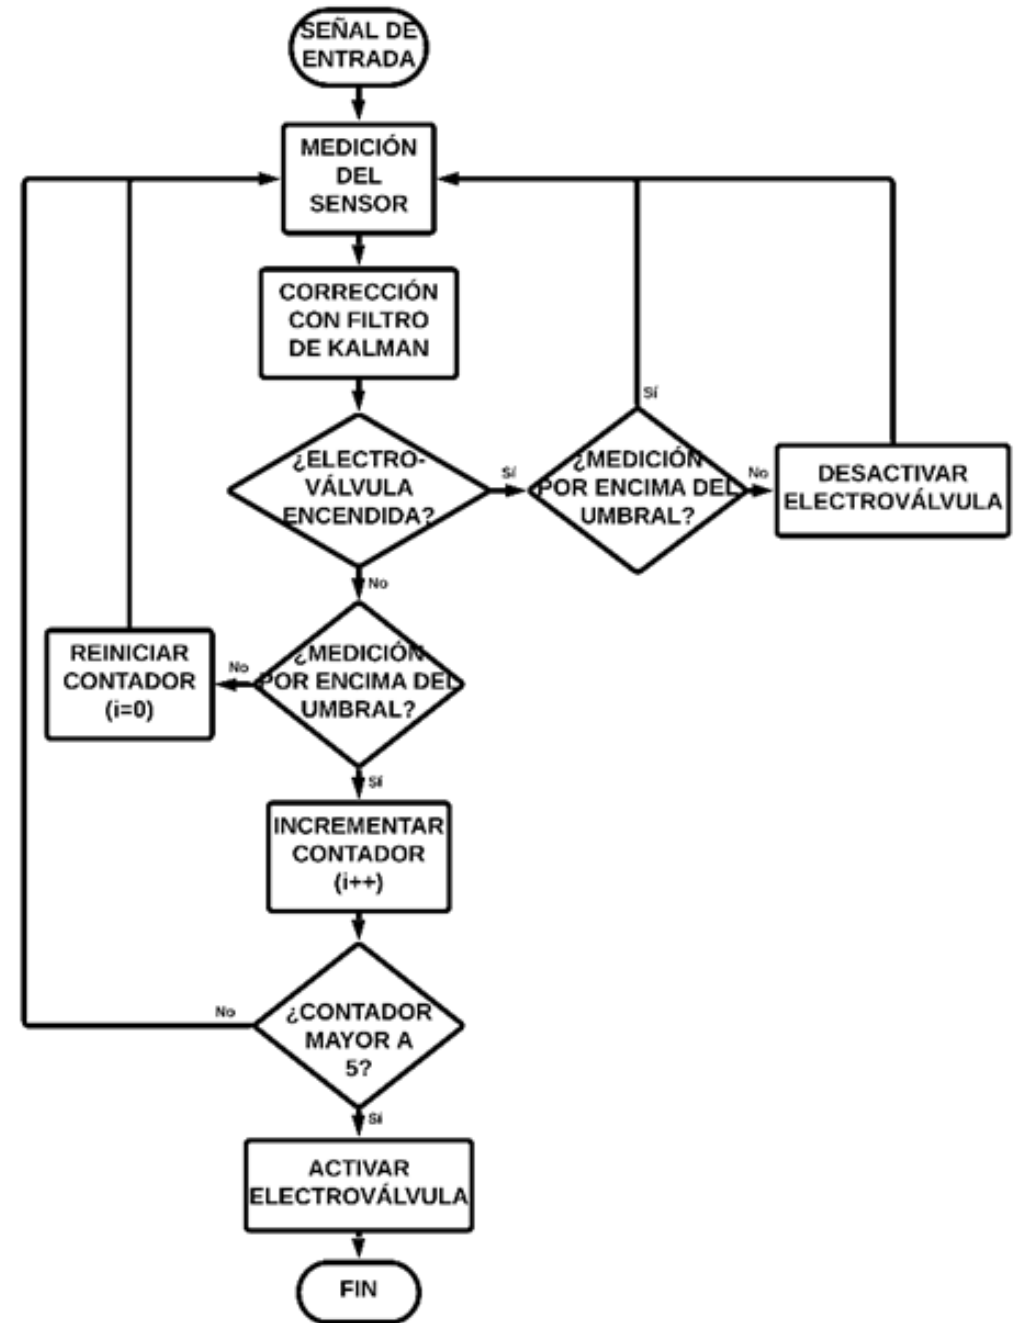 SEÑAL DE
ENTRADA
MEDICIÓN
DEL
SENSOR
CORRECCIÓN
CON FILTRO
DE KALMAN
¿ELECTRO-
VÁLVULA
ENCENDIDA?
Sí
¿MEDICIÓN
POR ENCIMA DEL
UMBRAL?
Sí
No
DESACTIVAR
ELECTROVÁLVULA
No
¿MEDICIÓN
POR ENCIMA DEL
UMBRAL?
No
REINICIAR
CONTADOR
(i=0)
Sí
INCREMENTAR
CONTADOR
(i++)
¿CONTADOR
MAYOR A
5?
No
Sí
ACTIVAR
ELECTROVÁLVULA
FIN